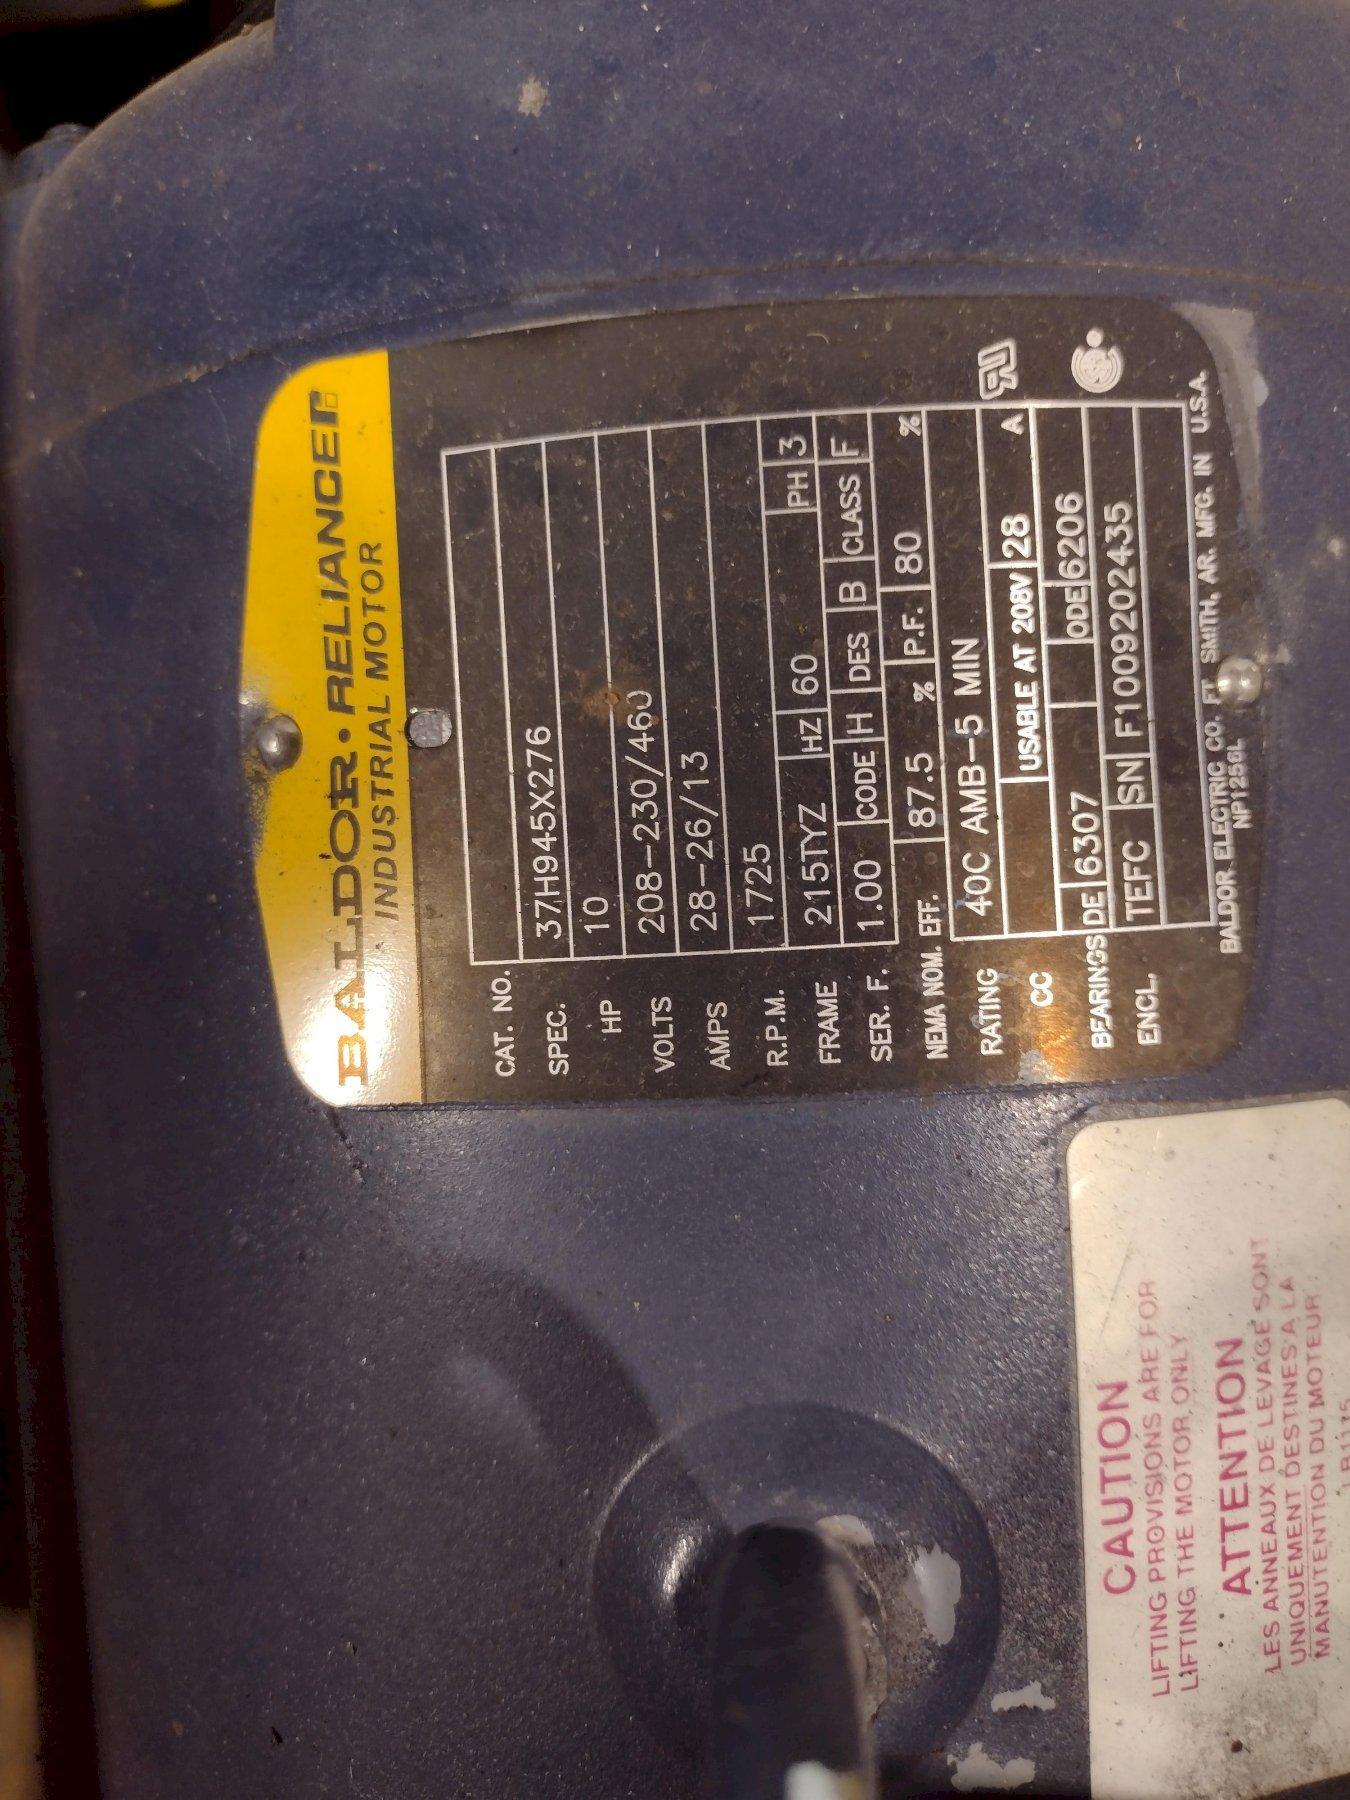 BALDOR • RELIANCER
INDUSTRIAL MOTOR
CAT. NO.
SPEC. 37H945X276
HP 10
VOLTS 208-230/460
AMPS 28-26/13
R.P.M. 1725 PH 3
FRAME 215TYZ HZ 60
SER. F. 1.00 CODE H DES B CLASS F
NEMA NOM. EFF. 87.5 % P.F. 80 %
RATING 40C AMB-5 MIN
CC USABLE AT 208V 28 A
BEARINGS DE 6307 ODE 6206
ENCL. TEFC SN F1009202435
BALDOR ELECTRIC CO. FT. SMITH, AR. MFG. IN U.S.A.
NP1256L
CAUTION
LIFTING PROVISIONS ARE FOR
LIFTING THE MOTOR ONLY
ATTENTION
LES ANNEAUX DE LEVAGE SONT
UNIQUEMENT DESTINES A LA
MANUTENTION DU MOTEUR